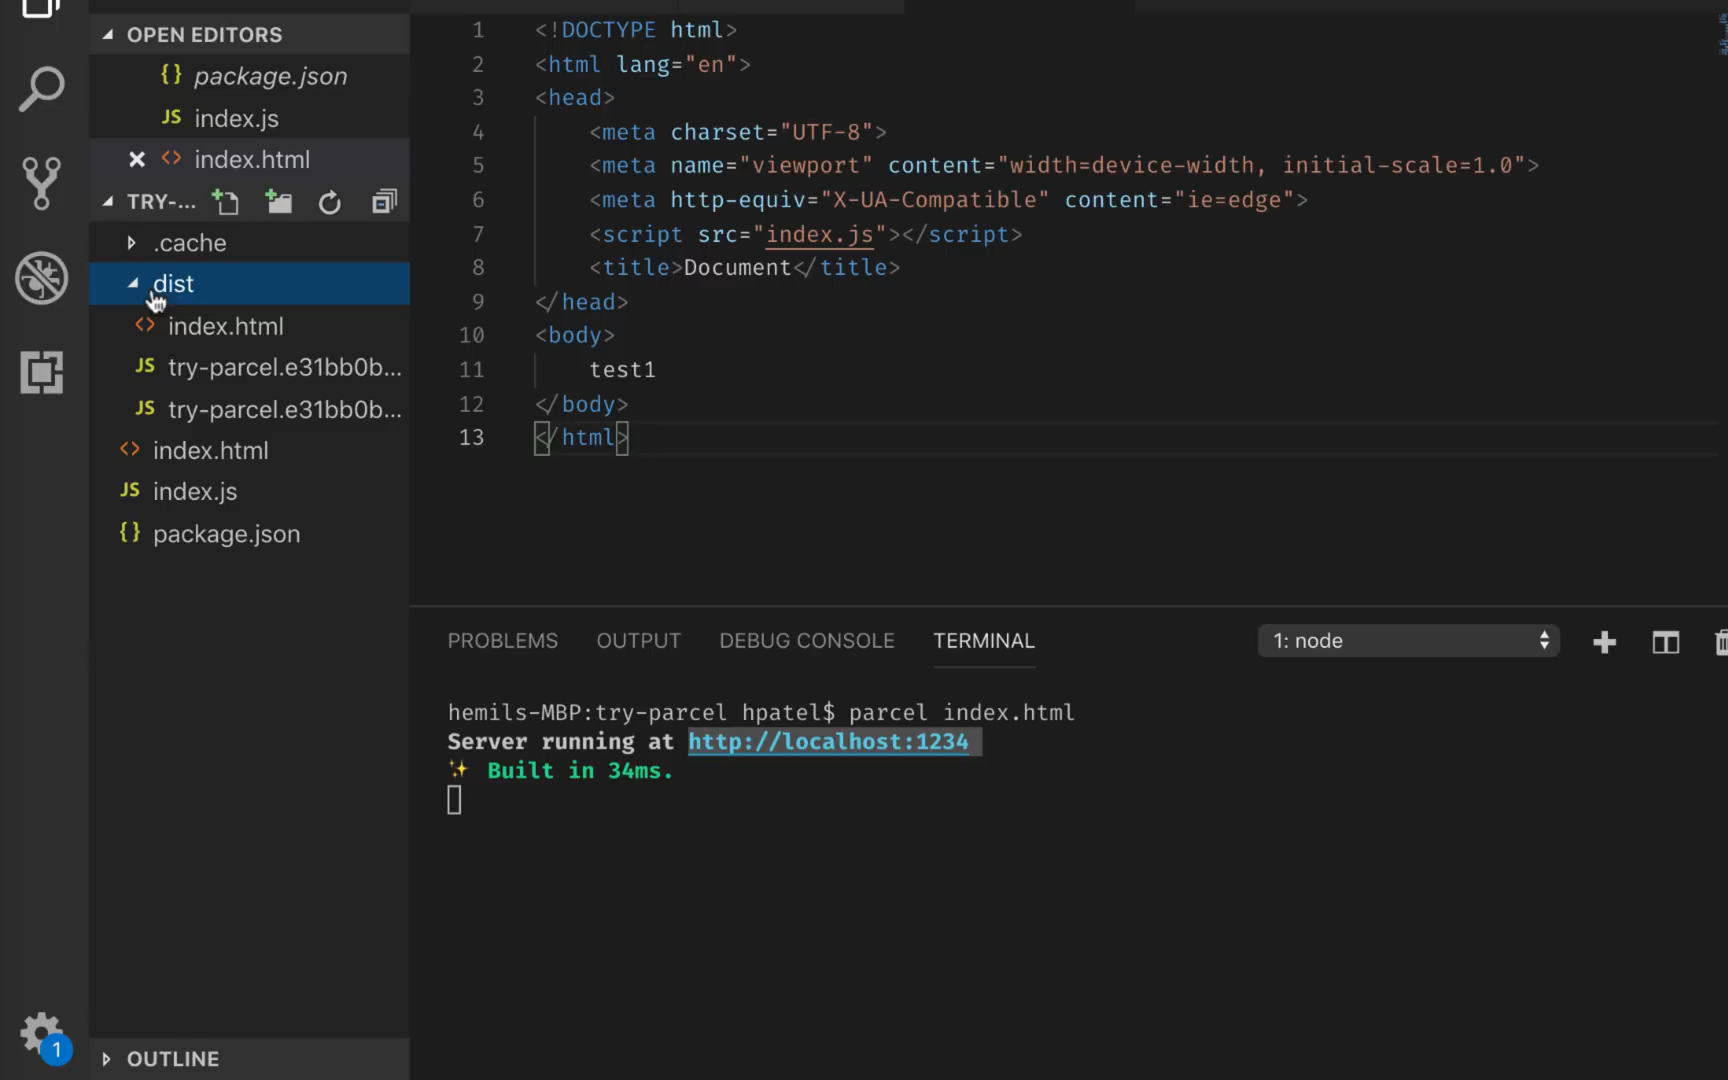 OPEN EDITORS
{} package.json
JS index.js
<> index.html
TRY-...
.cache
dist
<> index.html
JS try-parcel.e31bb0b...
JS try-parcel.e31bb0b...
<> index.html
JS index.js
{} package.json
OUTLINE
1
1 <!DOCTYPE html>
2 <html lang="en">
3 <head>
4 <meta charset="UTF-8">
5 <meta name="viewport" content="width=device-width, initial-scale=1.0">
6 <meta http-equiv="X-UA-Compatible" content="ie=edge">
7 <script src="index.js"></script>
8 <title>Document</title>
9 </head>
10 <body>
11 test1
12 </body>
13 </html>
PROBLEMS OUTPUT DEBUG CONSOLE TERMINAL 1: node
hemils-MBP:try-parcel hpatel$ parcel index.html
Server running at http://localhost:1234
✨ Built in 34ms.